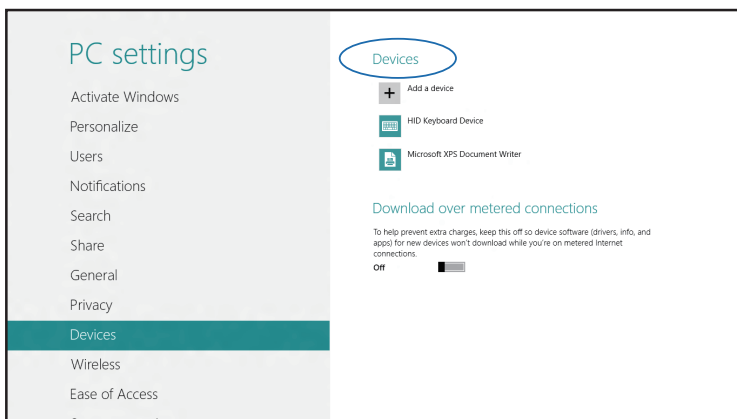 PC settings
Activate Windows
Personalize
Users
Notifications
Search
Share
General
Privacy
Devices
Wireless
Ease of Access
Devices
Add a device
HID Keyboard Device
Microsoft XPS Document Writer
Download over metered connections
To help prevent extra charges, keep this off so device software (drivers, info, and
apps) for new devices won't download while you're on metered Internet
connections.
Off